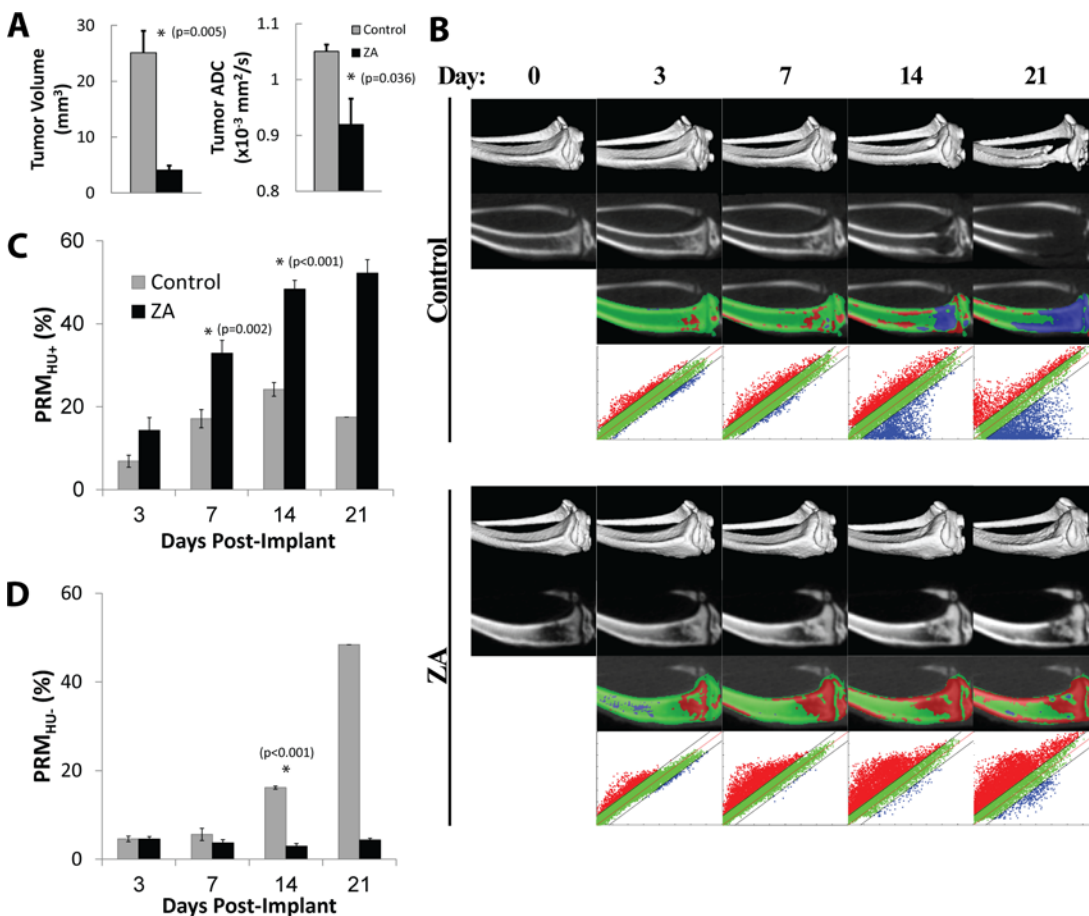 A
Tumor Volume
(mm³)
30
20
10
0
* (p=0.005)
Tumor ADC
(x10⁻³ mm²/s)
1.1
1
0.9
0.8
Control
ZA
* (p=0.036)
B
Day: 0 3 7 14 21
Control
ZA
C
PRM_HU+ (%)
60
40
20
0
Control
ZA
* (p=0.002)
* (p<0.001)
3 7 14 21
Days Post-Implant
D
PRM_HU- (%)
60
40
20
0
(p<0.001)
*
3 7 14 21
Days Post-Implant